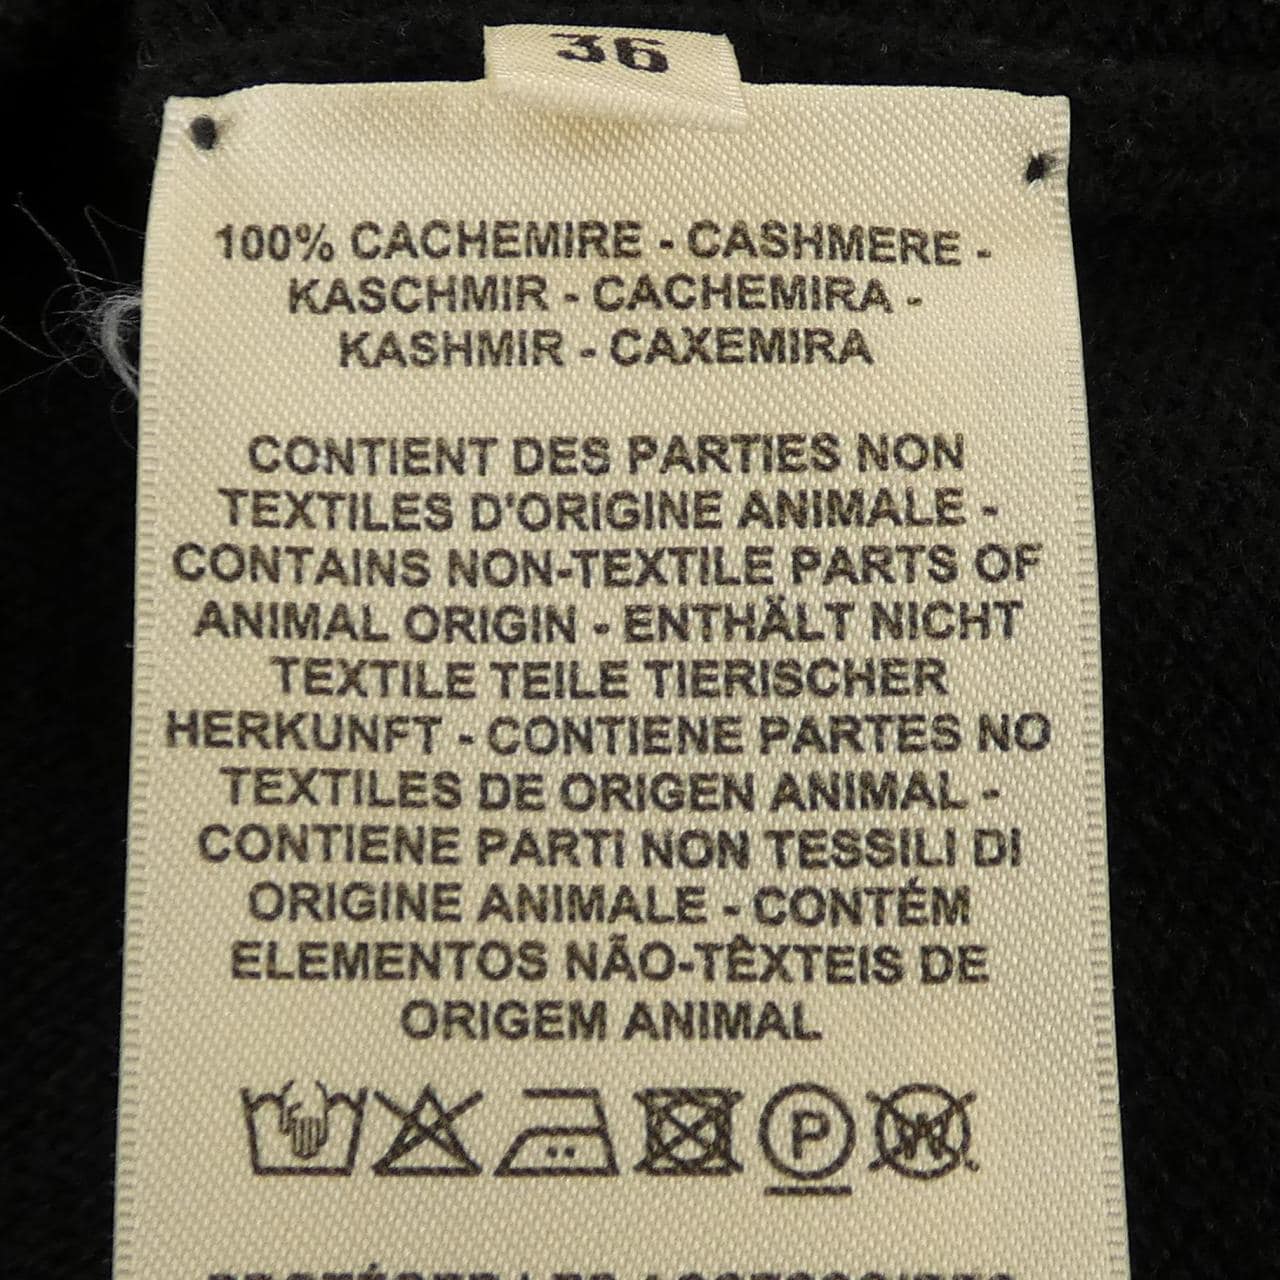 36
100% CACHEMIRE - CASHMERE -
KASCHMIR - CACHEMIRA -
KASHMIR - CAXEMIRA
CONTIENT DES PARTIES NON
TEXTILES D'ORIGINE ANIMALE -
CONTAINS NON-TEXTILE PARTS OF
ANIMAL ORIGIN - ENTHÄLT NICHT
TEXTILE TEILE TIERISCHER
HERKUNFT - CONTIENE PARTES NO
TEXTILES DE ORIGEN ANIMAL -
CONTIENE PARTI NON TESSILI DI
ORIGINE ANIMALE - CONTÉM
ELEMENTOS NÃO-TÊXTEIS DE
ORIGEM ANIMAL
P W